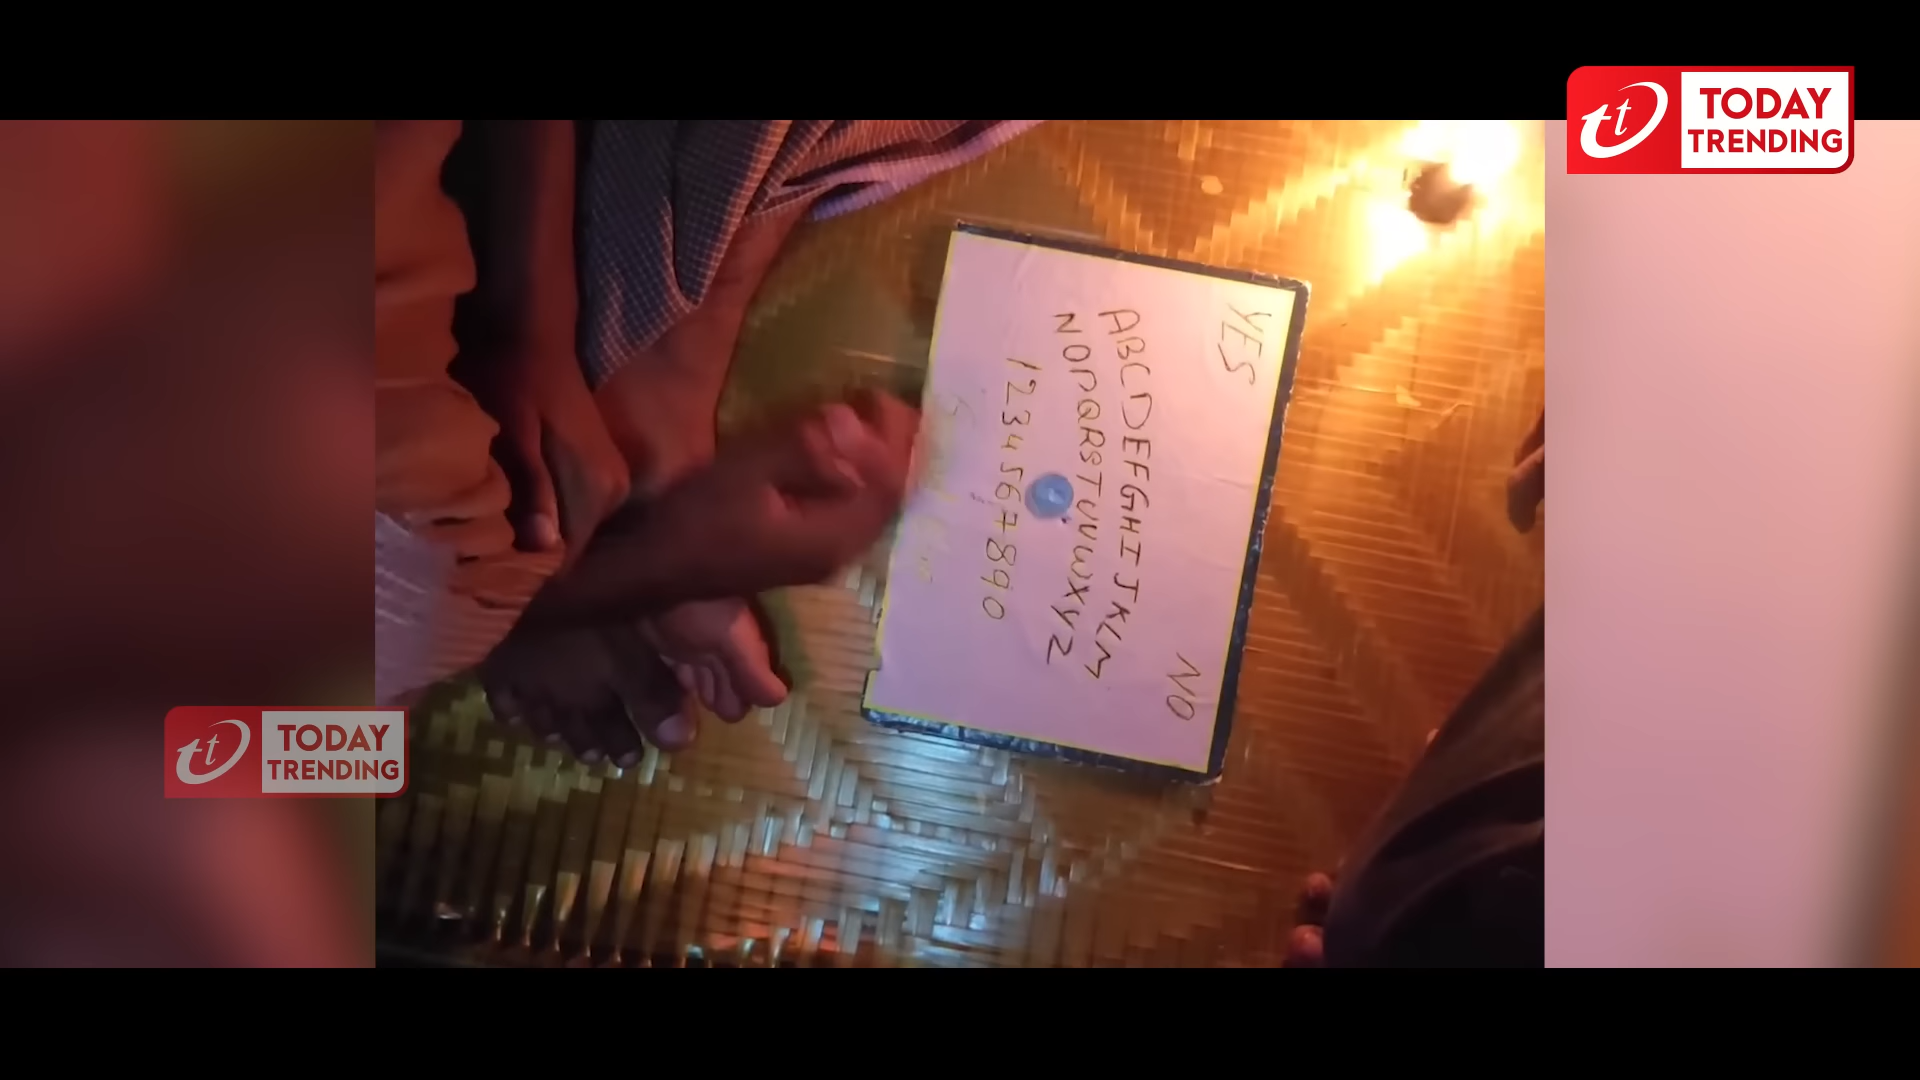 TODAY
TRENDING
YES NO
ABCDEFGHIJKLM
NOPQRSTUVWXYZ
1234567890
TODAY
TRENDING